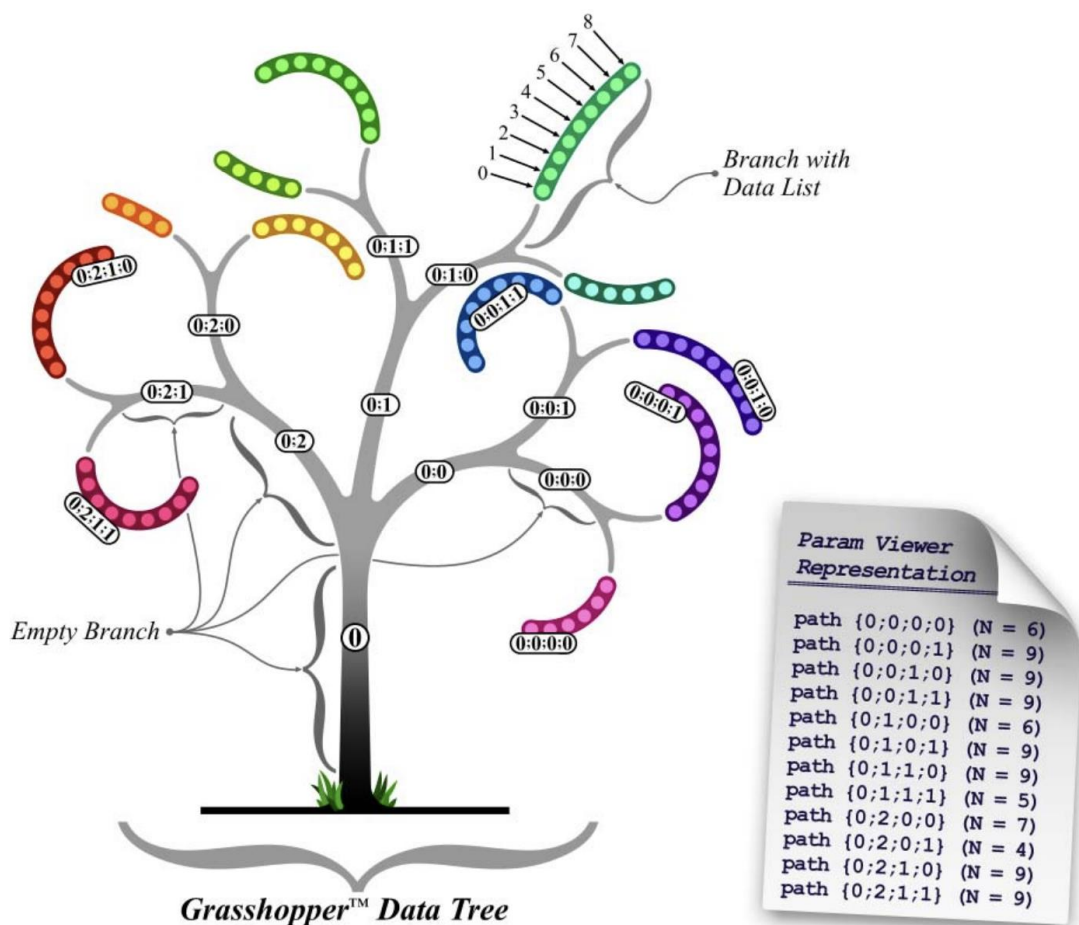 8
7
6
5
4
3
2
1
0
Branch with
Data List
0;1;1
0;1;0
0;2;1;0
0;0;1;1
0;2;0
0;0;0;1
0;0;1;0
0;2;1
0;1
0;0;1
0;2
0;0
0;0;0
0;2;1;1
Empty Branch
0
0;0;0;0
Grasshopper™ Data Tree
Param Viewer
Representation
path {0;0;0;0} (N = 6)
path {0;0;0;1} (N = 9)
path {0;0;1;0} (N = 9)
path {0;0;1;1} (N = 9)
path {0;1;0;0} (N = 6)
path {0;1;0;1} (N = 9)
path {0;1;1;0} (N = 9)
path {0;1;1;1} (N = 5)
path {0;2;0;0} (N = 7)
path {0;2;0;1} (N = 4)
path {0;2;1;0} (N = 9)
path {0;2;1;1} (N = 9)